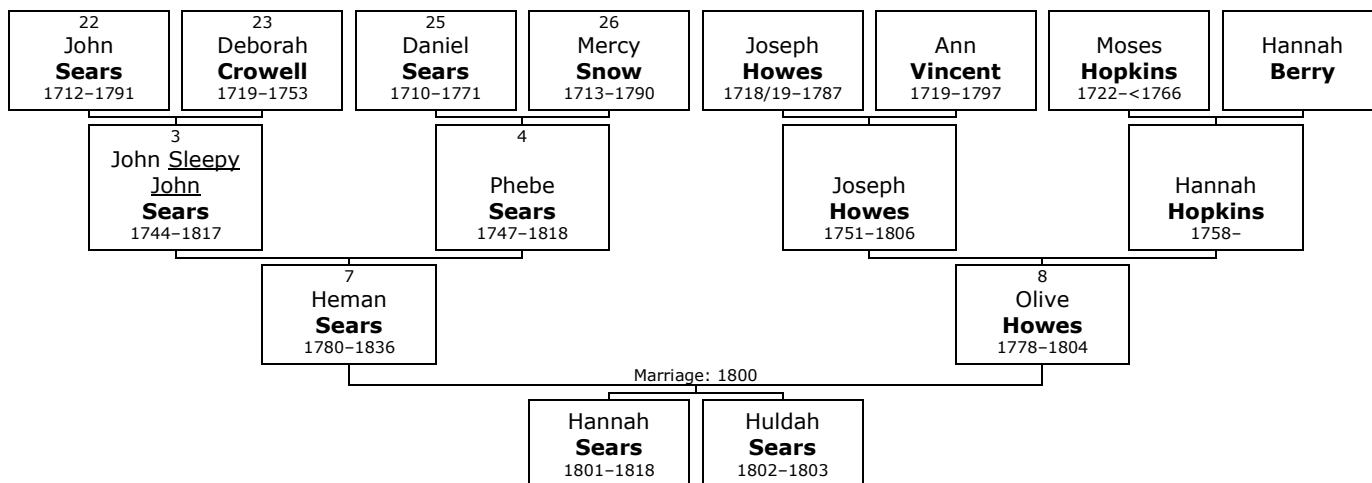 22
John
Sears
1712–1791
23
Deborah
Crowell
1719–1753
25
Daniel
Sears
1710–1771
26
Mercy
Snow
1713–1790
Joseph
Howes
1718/19–1787
Ann
Vincent
1719–1797
Moses
Hopkins
1722–<1766
Hannah
Berry
3
John Sleepy
John
Sears
1744–1817
4
Phebe
Sears
1747–1818
Joseph
Howes
1751–1806
Hannah
Hopkins
1758–
7
Heman
Sears
1780–1836
8
Olive
Howes
1778–1804
Marriage: 1800
Hannah
Sears
1801–1818
Huldah
Sears
1802–1803